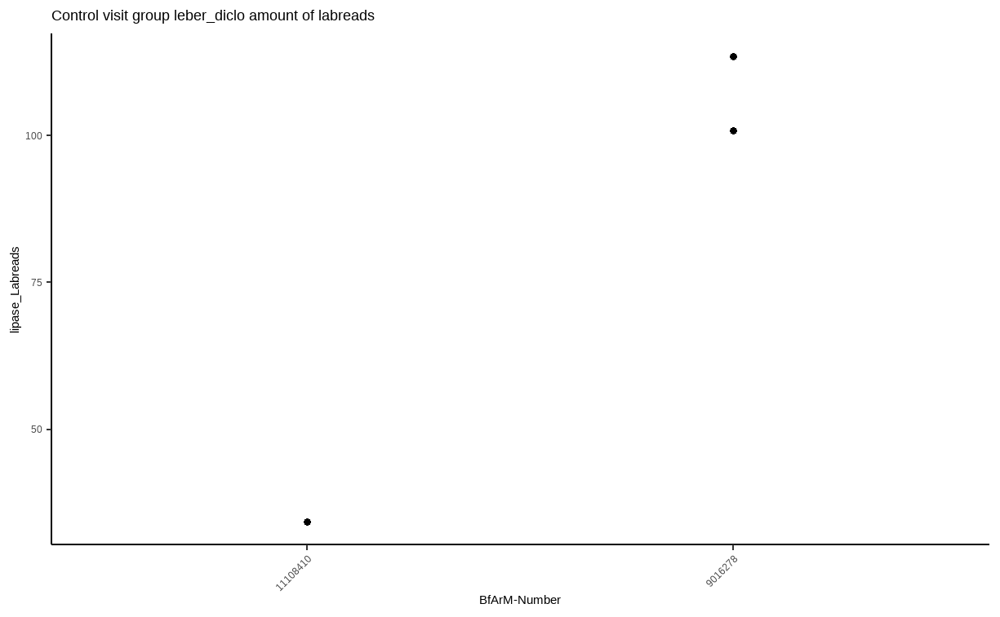 Control visit group leber_diclo amount of labreads
100
75
50
lipase_Labreads
11108410
9016278
BfArM-Number